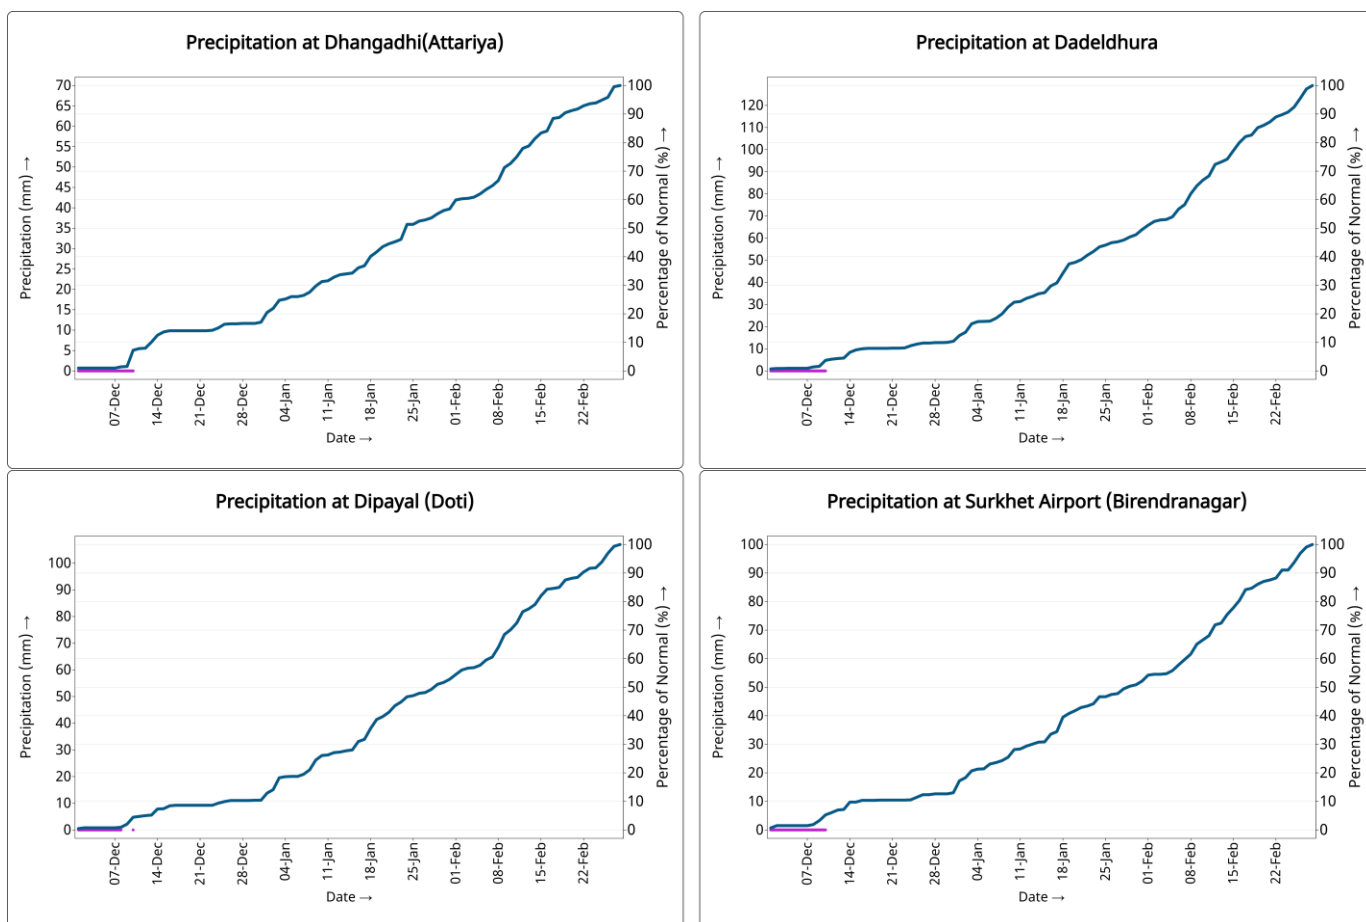 Precipitation at Dhangadhi(Attariya)
Precipitation (mm) →
70
65
60
55
50
45
40
35
30
25
20
15
10
5
0
100
90
80
70
60
50
40
30
20
10
0
Percentage of Normal (%) →
07-Dec
14-Dec
21-Dec
28-Dec
04-Jan
11-Jan
18-Jan
25-Jan
01-Feb
08-Feb
15-Feb
22-Feb
Date →
Precipitation at Dadeldhura
Precipitation (mm) →
120
110
100
90
80
70
60
50
40
30
20
10
0
100
90
80
70
60
50
40
30
20
10
0
Percentage of Normal (%) →
07-Dec
14-Dec
21-Dec
28-Dec
04-Jan
11-Jan
18-Jan
25-Jan
01-Feb
08-Feb
15-Feb
22-Feb
Date →
Precipitation at Dipayal (Doti)
Precipitation (mm) →
100
90
80
70
60
50
40
30
20
10
0
100
90
80
70
60
50
40
30
20
10
0
Percentage of Normal (%) →
07-Dec
14-Dec
21-Dec
28-Dec
04-Jan
11-Jan
18-Jan
25-Jan
01-Feb
08-Feb
15-Feb
22-Feb
Date →
Precipitation at Surkhet Airport (Birendranagar)
Precipitation (mm) →
100
90
80
70
60
50
40
30
20
10
0
100
90
80
70
60
50
40
30
20
10
0
Percentage of Normal (%) →
07-Dec
14-Dec
21-Dec
28-Dec
04-Jan
11-Jan
18-Jan
25-Jan
01-Feb
08-Feb
15-Feb
22-Feb
Date →